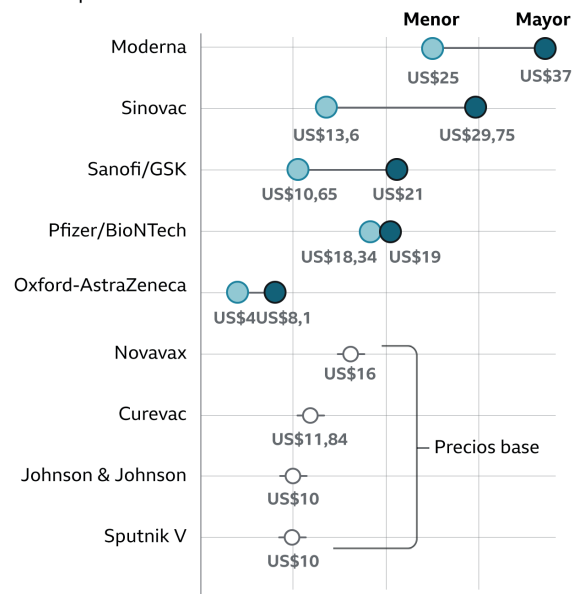 Menor Mayor
Moderna
US$25 US$37
Sinovac
US$13,6 US$29,75
Sanofi/GSK
US$10,65 US$21
Pfizer/BioNTech
US$18,34 US$19
Oxford-AstraZeneca
US$4 US$8,1
Novavax
US$16
Curevac
US$11,84
Precios base
Johnson & Johnson
US$10
Sputnik V
US$10